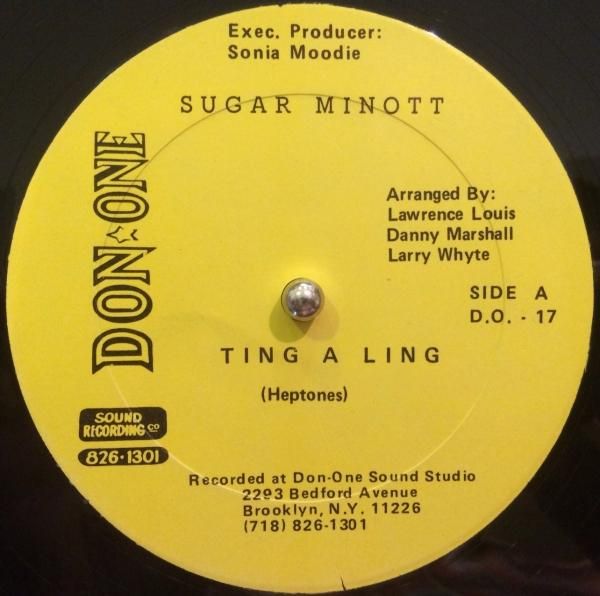 Exec. Producer:
Sonia Moodie
SUGAR MINOTT
DON ONE
Arranged By:
Lawrence Louis
Danny Marshall
Larry Whyte
SIDE A
D.O. - 17
TING A LING
(Heptones)
SOUND
RECORDING CO
826·1301
Recorded at Don-One Sound Studio
2293 Bedford Avenue
Brooklyn, N.Y. 11226
(718) 826-1301